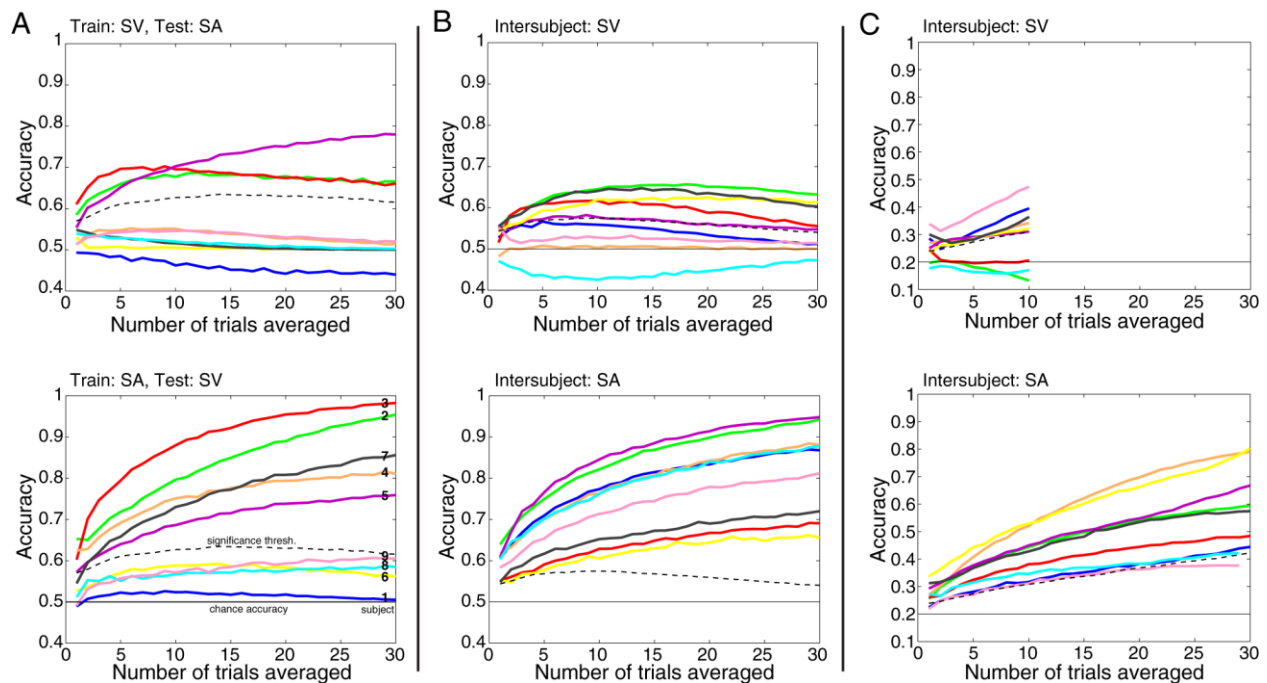 A
Train: SV, Test: SA
1
0.9
0.8
0.7
0.6
0.5
0.4
Accuracy
0 5 10 15 20 25 30
Number of trials averaged
Train: SA, Test: SV
1
0.9
0.8
0.7
0.6
0.5
0.4
Accuracy
3
2
7
4
5
significance thresh.
9
8
6
1
chance accuracy subject
0 5 10 15 20 25 30
Number of trials averaged
B
Intersubject: SV
1
0.9
0.8
0.7
0.6
0.5
0.4
Accuracy
0 5 10 15 20 25 30
Number of trials averaged
Intersubject: SA
1
0.9
0.8
0.7
0.6
0.5
0.4
Accuracy
0 5 10 15 20 25 30
Number of trials averaged
C
Intersubject: SV
1
0.9
0.8
0.7
0.6
0.5
0.4
0.3
0.2
0.1
Accuracy
0 5 10 15 20 25 30
Number of trials averaged
Intersubject: SA
1
0.9
0.8
0.7
0.6
0.5
0.4
0.3
0.2
0.1
Accuracy
0 5 10 15 20 25 30
Number of trials averaged